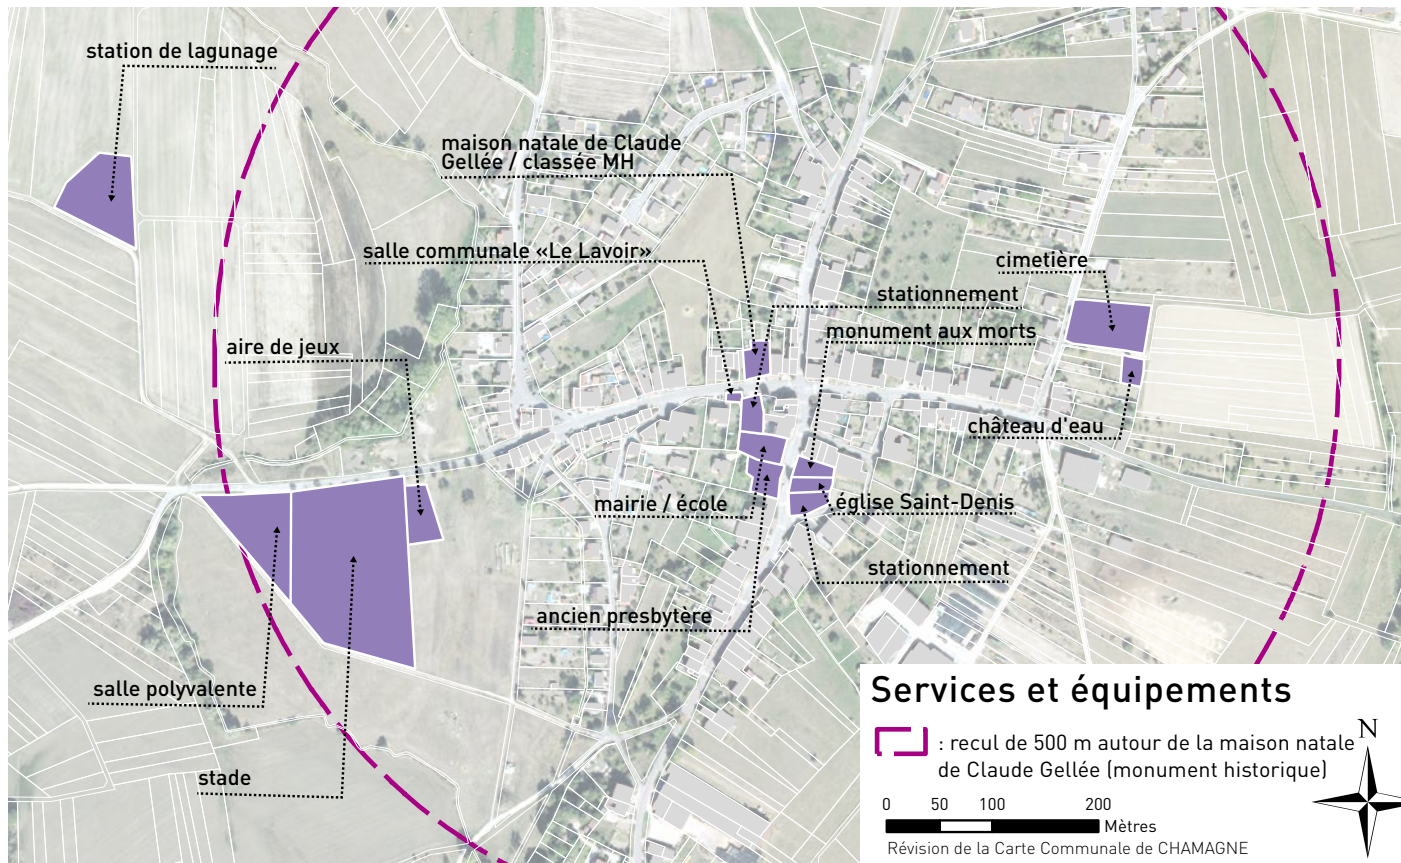 station de lagunage
maison natale de Claude
Gellée / classée MH
salle communale «Le Lavoir»
cimetière
stationnement
monument aux morts
aire de jeux
château d'eau
mairie / école
église Saint-Denis
stationnement
ancien presbytère
salle polyvalente
stade
Services et équipements
: recul de 500 m autour de la maison natale
de Claude Gellée (monument historique)
N
0 50 100 200
Mètres
Révision de la Carte Communale de CHAMAGNE